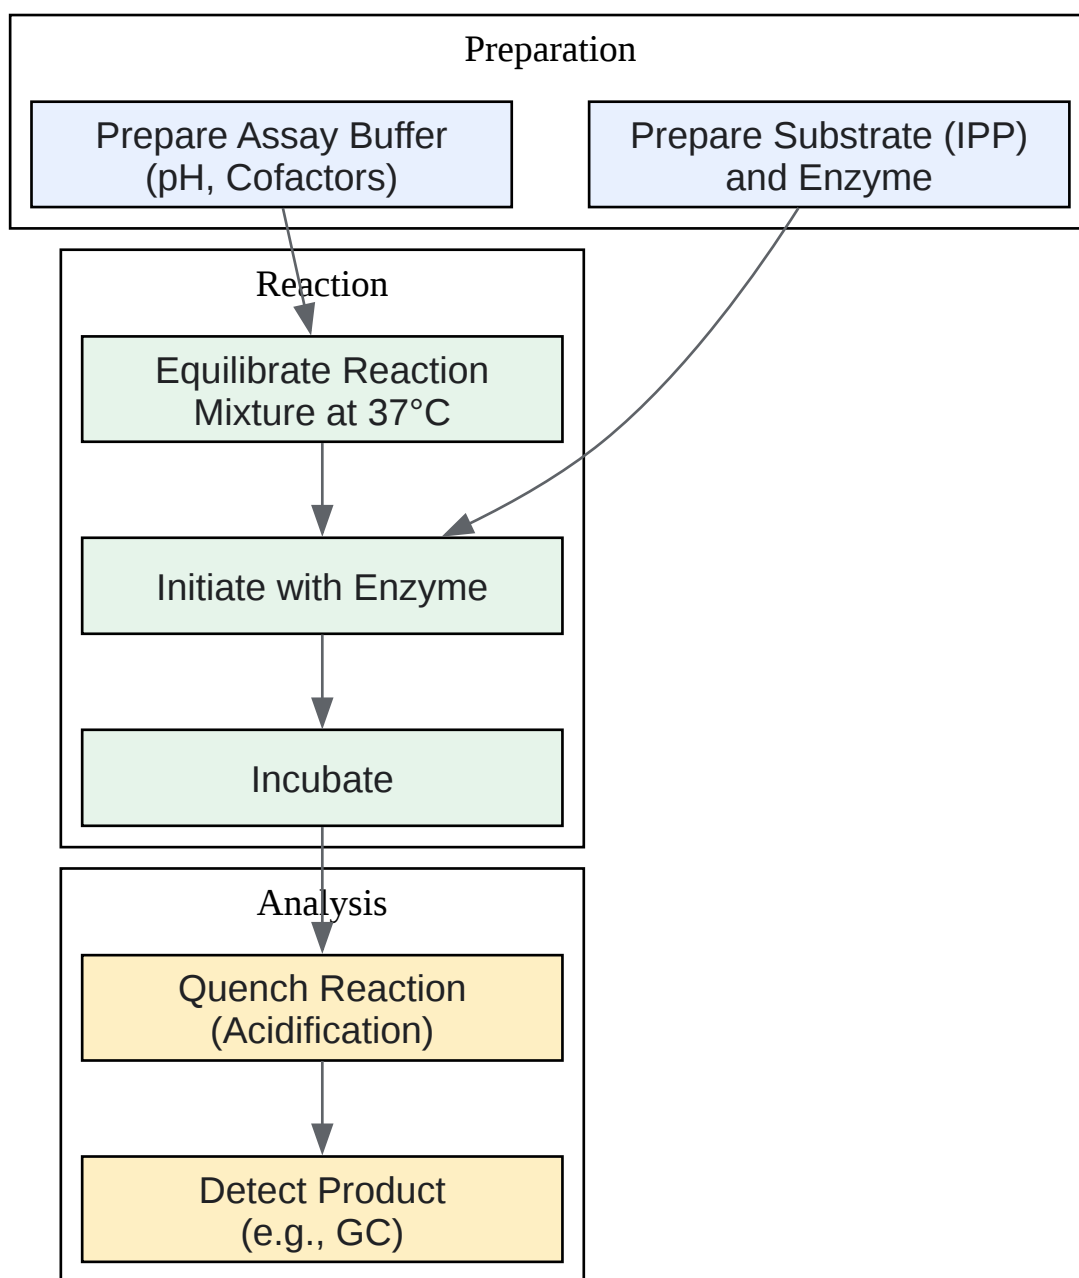 Preparation
Prepare Assay Buffer
(pH, Cofactors)
Prepare Substrate (IPP)
and Enzyme
Reaction
Equilibrate Reaction
Mixture at 37°C
Initiate with Enzyme
Incubate
Analysis
Quench Reaction
(Acidification)
Detect Product
(e.g., GC)